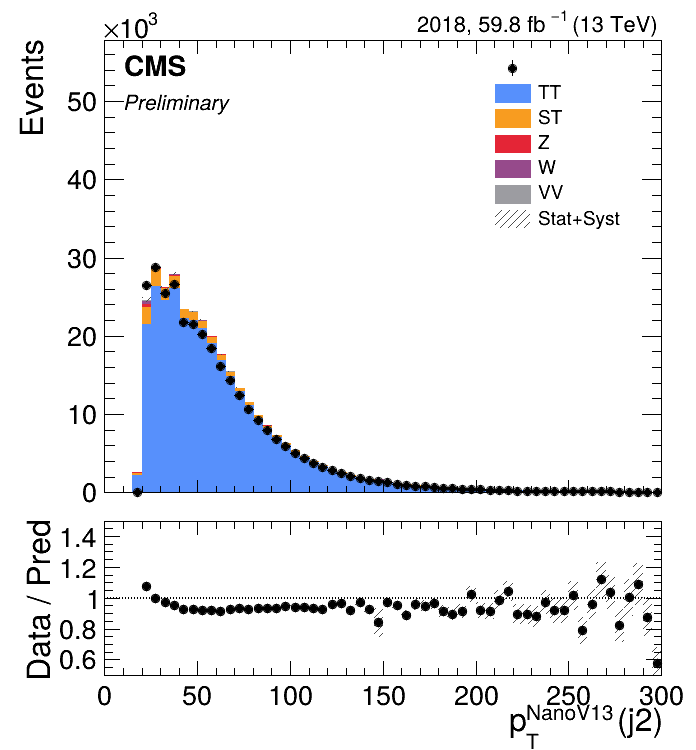 ×10³
2018, 59.8 fb⁻¹ (13 TeV)
CMS
Preliminary
Events
50
40
30
20
10
0
TT
ST
Z
W
VV
Stat+Syst
Data / Pred
1.4
1.2
1
0.8
0.6
0 50 100 150 200 250 300
p_T^NanoV13 (j2)